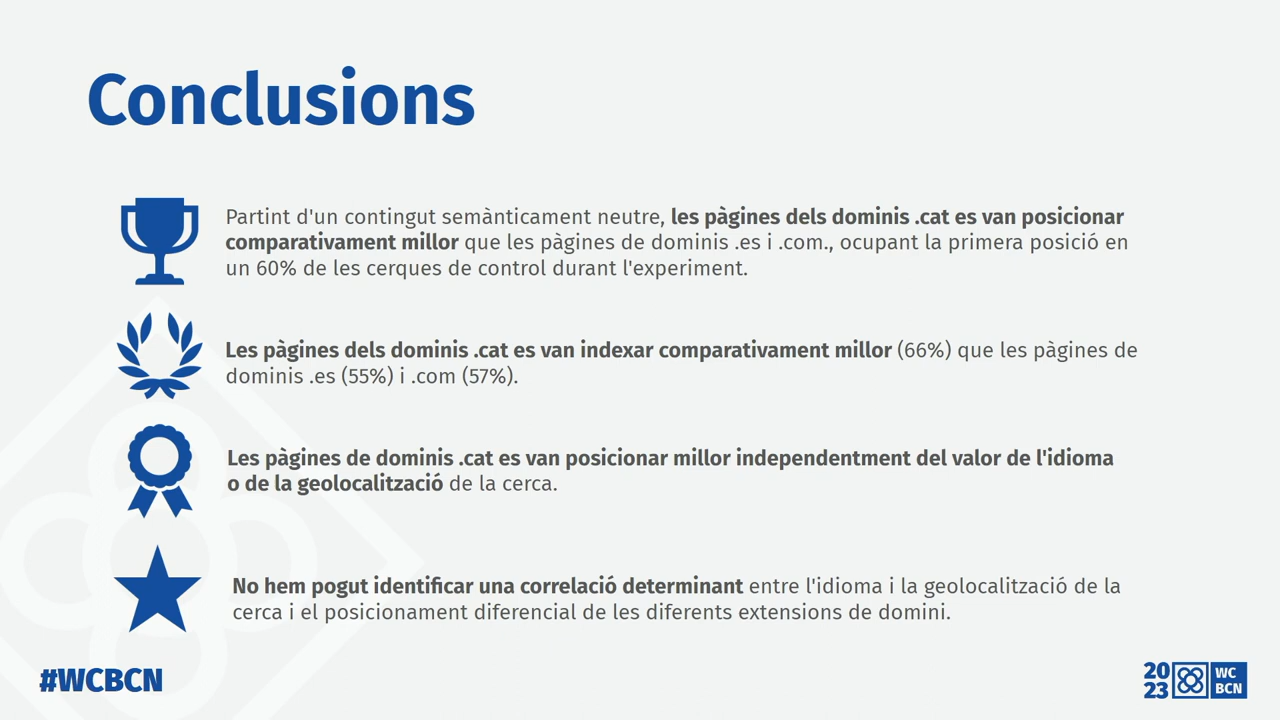 Conclusions
Partint d'un contingut semànticament neutre, les pàgines dels dominis .cat es van posicionar
comparativament millor que les pàgines de dominis .es i .com., ocupant la primera posició en
un 60% de les cerques de control durant l'experiment.
Les pàgines dels dominis .cat es van indexar comparativament millor (66%) que les pàgines de
dominis .es (55%) i .com (57%).
Les pàgines de dominis .cat es van posicionar millor independentment del valor de l'idioma
o de la geolocalització de la cerca.
No hem pogut identificar una correlació determinant entre l'idioma i la geolocalització de la
cerca i el posicionament diferencial de les diferents extensions de domini.
#WCBCN
20
23
WC
BCN